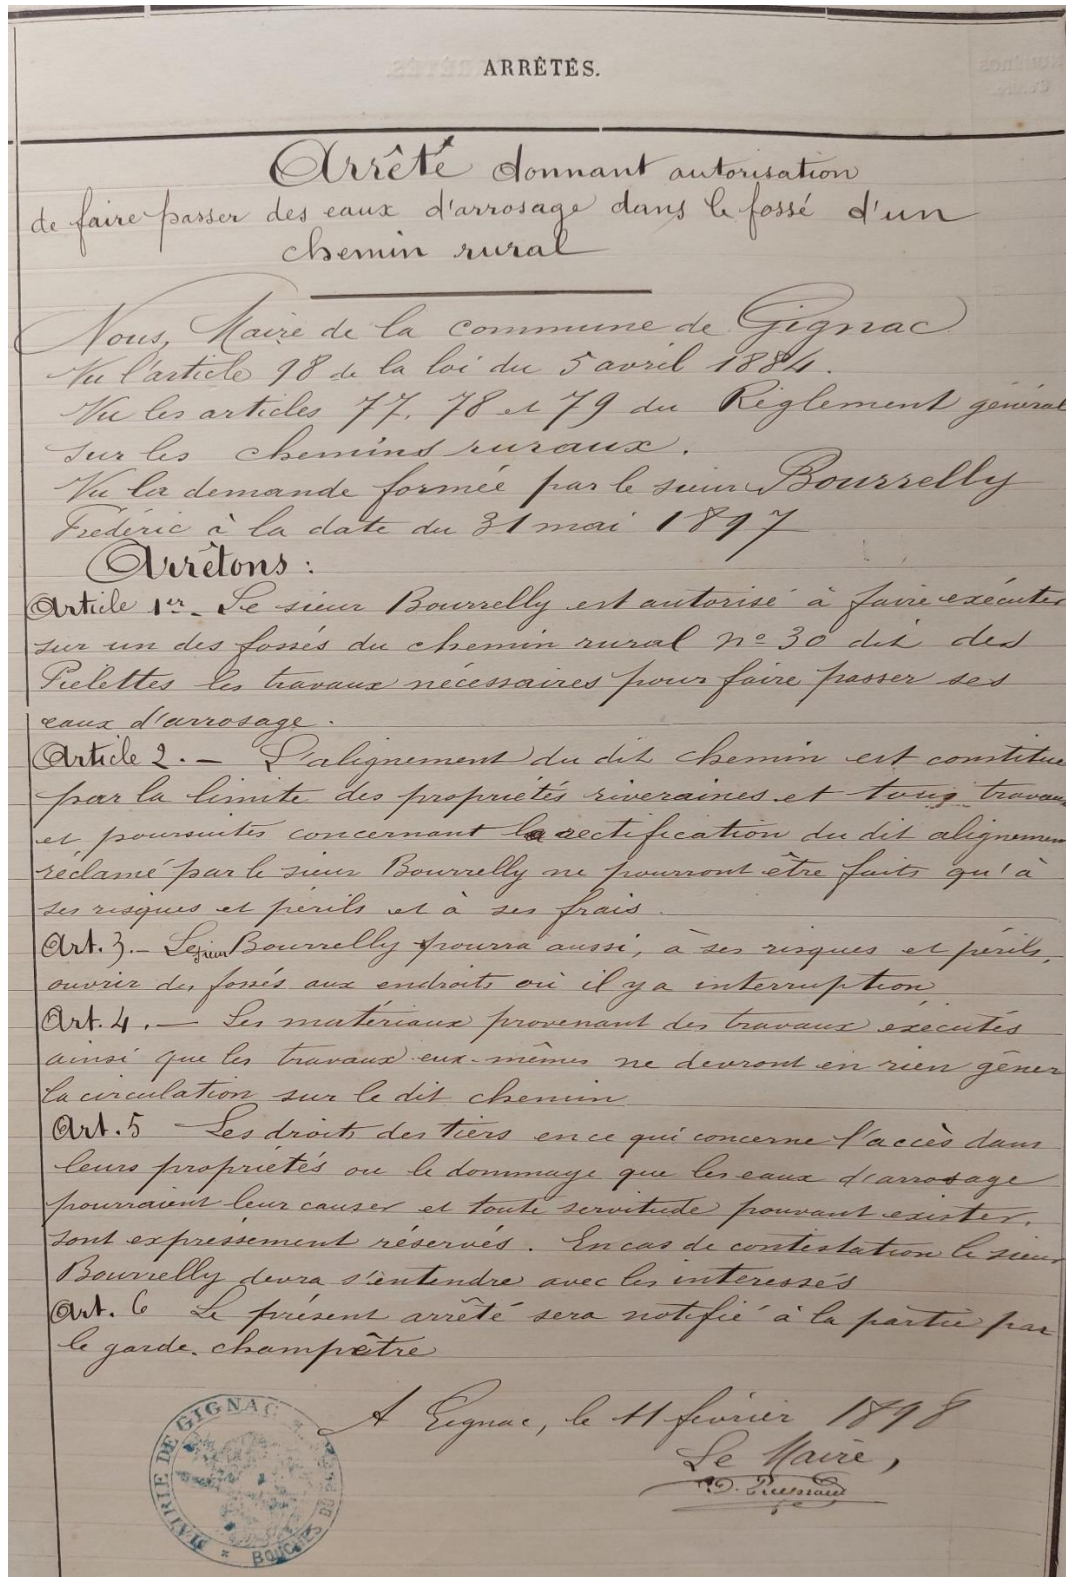 ARRÊTÉS.
Arrêté donnant autorisation
de faire passer des eaux d'arrosage dans le fossé d'un
chemin rural
Nous, Maire de la commune de Gignac
Vu l'article 98 de la loi du 5 avril 1884.
Vu les articles 77, 78 et 79 du Règlement général
sur les chemins ruraux.
Vu la demande formée par le sieur Bourrelly
Frédéric à la date du 31 mai 1897
Arrêtons :
Article 1er - Le sieur Bourrelly est autorisé à faire exécuter
sur un des fossés du chemin rural no 30 dit des
Pielettes les travaux nécessaires pour faire passer ses
eaux d'arrosage.
Article 2. - L'alignement du dit chemin est constitué
par la limite des propriétés riveraines et tous travaux
et poursuites concernant la rectification du dit alignemen
réclamé par le sieur Bourrelly ne pourront être faits qu'à
ses risques et périls et à ses frais.
Art. 3. - Le sieur Bourrelly pourra aussi, à ses risques et périls,
ouvrir des fossés aux endroits où il y a interruption
Art. 4. - Les matériaux provenant des travaux exécutés
ainsi que les travaux eux-mêmes ne devront en rien gêner
la circulation sur le dit chemin
Art. 5 Les droits des tiers en ce qui concerne l'accès dans
leurs propriétés ou le dommage que les eaux d'arrosage
pourraient leur causer et toute servitude pouvant exister,
sont expressément réservés. En cas de contestation le sieur
Bourrelly devra s'entendre avec les intéressés
Art. 6 Le présent arrêté sera notifié à la partie par
le garde-champêtre
A Gignac, le 11 février 1898
Le Maire,
MAIRIE DE GIGNAC
BOUCHES DU